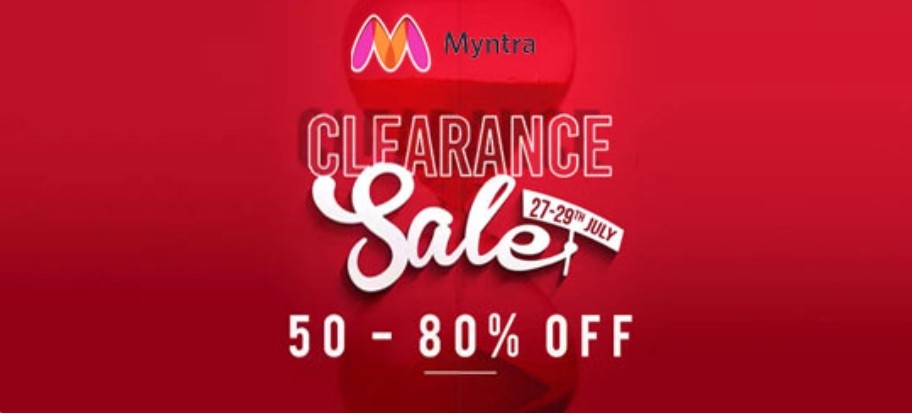 Myntra
CLEARANCE
Sale
27-29TH JULY
50 - 80% OFF